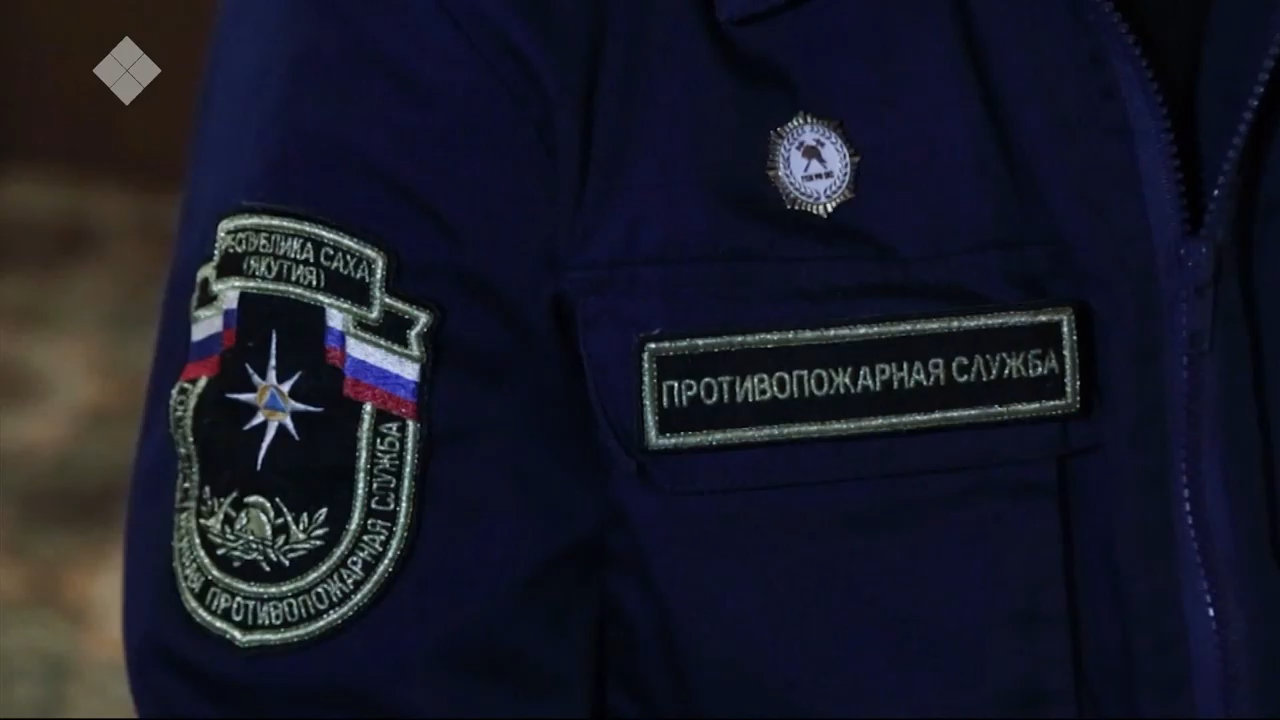 РЕСПУБЛИКА САХА
(ЯКУТИЯ)
ПРОТИВОПОЖАРНАЯ СЛУЖБА
ПРОТИВОПОЖАРНАЯ СЛУЖБА